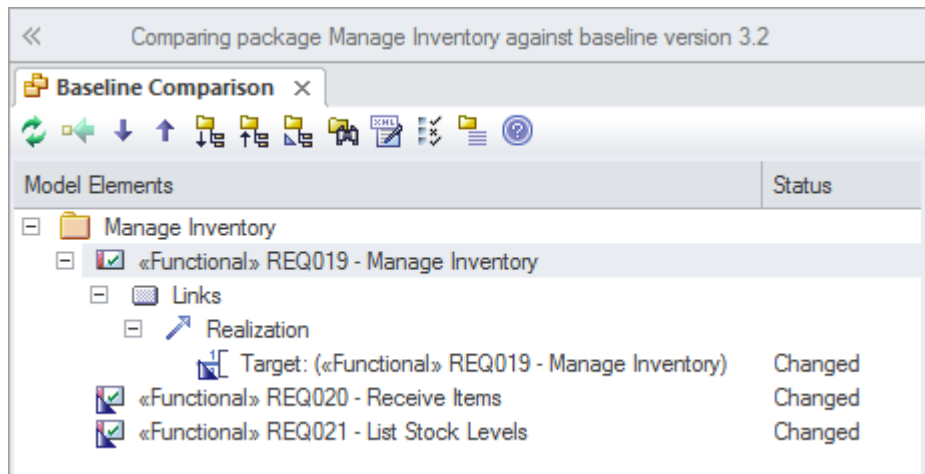 Comparing package Manage Inventory against baseline version 3.2
Baseline Comparison
Model Elements Status
Manage Inventory
«Functional» REQ019 - Manage Inventory
Links
Realization
Target: («Functional» REQ019 - Manage Inventory) Changed
«Functional» REQ020 - Receive Items Changed
«Functional» REQ021 - List Stock Levels Changed